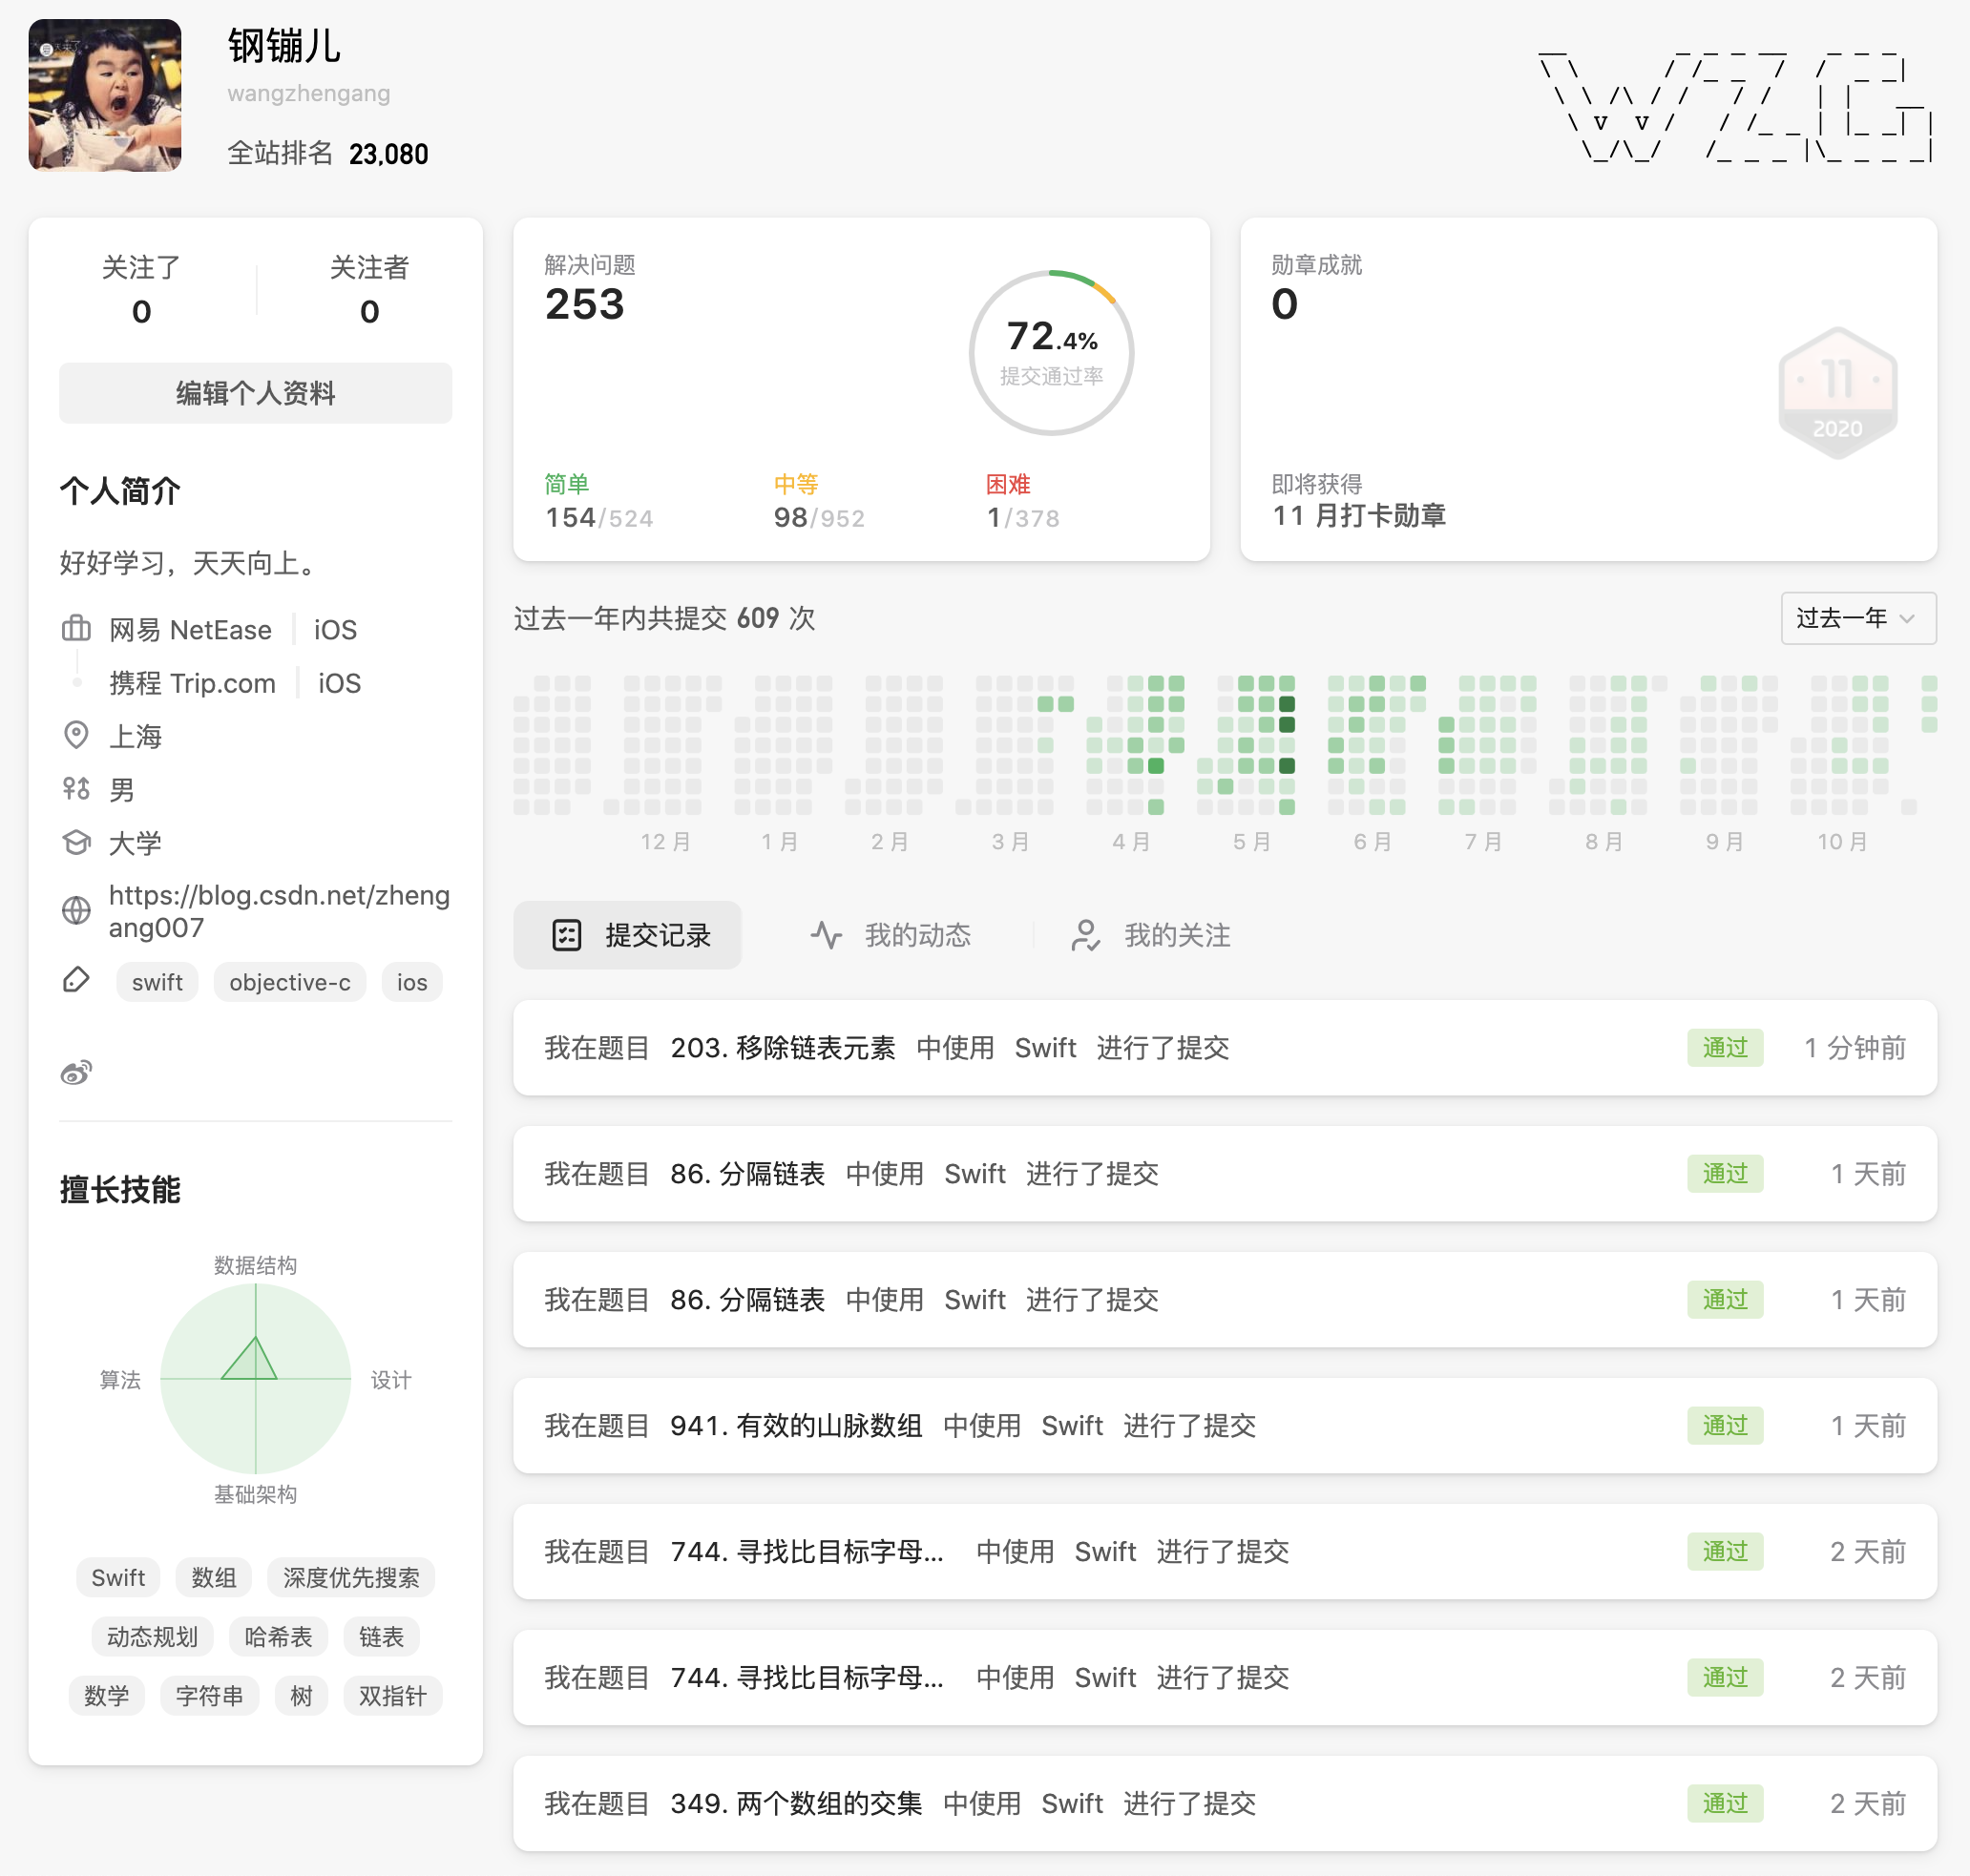 钢镚儿
wangzhengang
全站排名 23,080
关注了
0
关注者
0
编辑个人资料
个人简介
好好学习，天天向上。
网易 NetEase | iOS
携程 Trip.com | iOS
上海
男
大学
https://blog.csdn.net/zheng
ang007
swift objective-c ios
擅长技能
数据结构
算法 设计
基础架构
Swift 数组 深度优先搜索
动态规划 哈希表 链表
数学 字符串 树 双指针
解决问题
253
72.4%
提交通过率
简单 中等 困难
154/524 98/952 1/378
勋章成就
0
11
2020
即将获得
11 月打卡勋章
过去一年内共提交 609 次 过去一年
12 月 1 月 2 月 3 月 4 月 5 月 6 月 7 月 8 月 9 月 10 月
提交记录 我的动态 我的关注
我在题目 203. 移除链表元素 中使用 Swift 进行了提交 通过 1 分钟前
我在题目 86. 分隔链表 中使用 Swift 进行了提交 通过 1 天前
我在题目 86. 分隔链表 中使用 Swift 进行了提交 通过 1 天前
我在题目 941. 有效的山脉数组 中使用 Swift 进行了提交 通过 1 天前
我在题目 744. 寻找比目标字母... 中使用 Swift 进行了提交 通过 2 天前
我在题目 744. 寻找比目标字母... 中使用 Swift 进行了提交 通过 2 天前
我在题目 349. 两个数组的交集 中使用 Swift 进行了提交 通过 2 天前